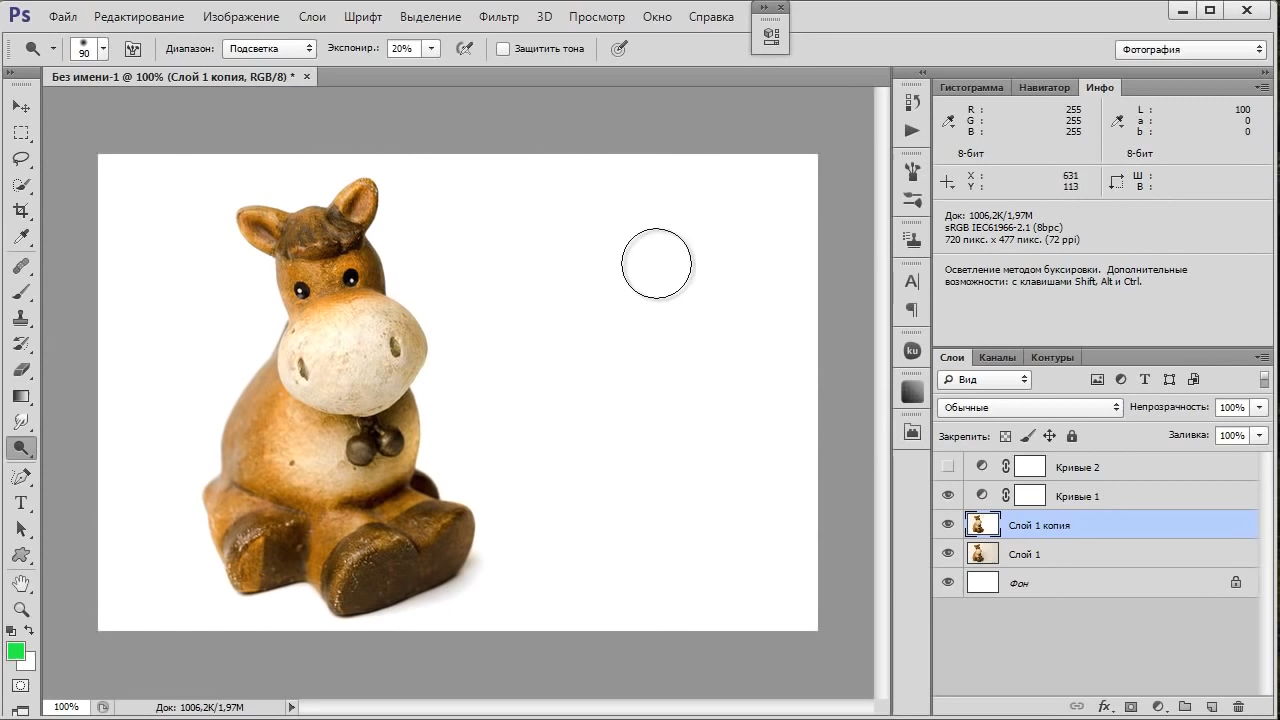 Ps Файл Редактирование Изображение Слои Шрифт Выделение Фильтр 3D Просмотр Окно Справка
90 Диапазон: Подсветка Экспонир.: 20% Защитить тона Фотография
Без имени-1 @ 100% (Слой 1 копия, RGB/8) * ×
Гистограмма Навигатор Инфо
R : 255 L : 100
G : 255 a : 0
B : 255 b : 0
8-бит 8-бит
X : 631 Ш :
Y : 113 В :
Док: 1006,2K/1,97M
sRGB IEC61966-2.1 (8bpc)
720 пикс. x 477 пикс. (72 ppi)
Осветление методом буксировки. Дополнительные
возможности: с клавишами Shift, Alt и Ctrl.
A
ku
Слои Каналы Контуры
Вид T
Обычные Непрозрачность: 100%
Закрепить: Заливка: 100%
Кривые 2
Кривые 1
Слой 1 копия
Слой 1
Фон
T
fx
100% Док: 1006,2K/1,97M